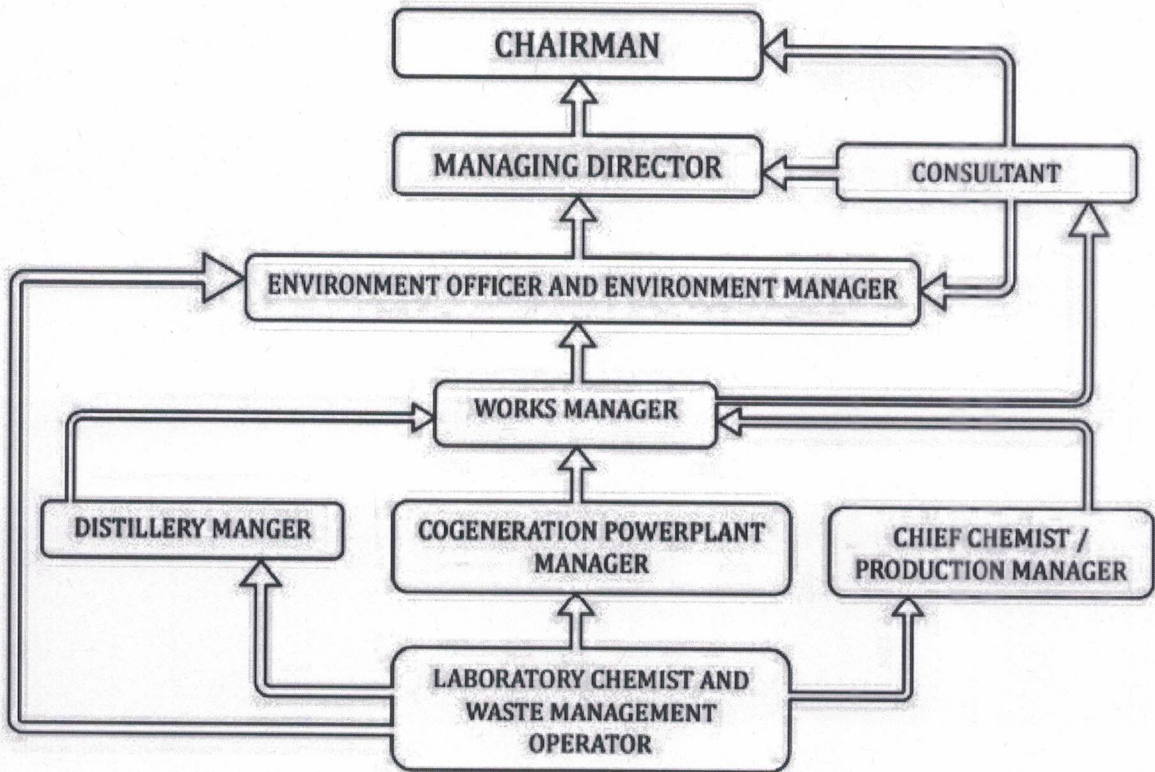 CHAIRMAN
MANAGING DIRECTOR
CONSULTANT
ENVIRONMENT OFFICER AND ENVIRONMENT MANAGER
WORKS MANAGER
DISTILLERY MANGER
COGENERATION POWERPLANT
MANAGER
CHIEF CHEMIST /
PRODUCTION MANAGER
LABORATORY CHEMIST AND
WASTE MANAGEMENT
OPERATOR